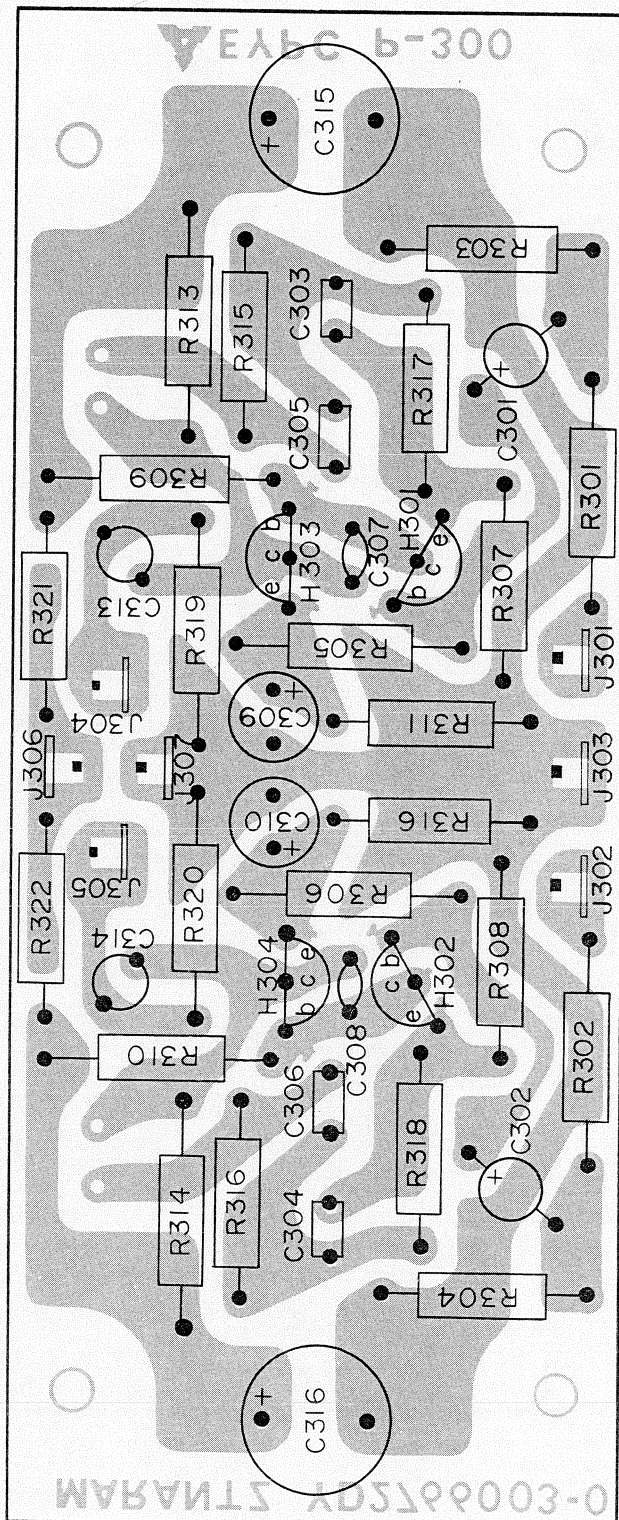 EYPC P-300
C315
+
R303
R313
R315
C303
R317
+
C301
C305
R301
R309
b
c
e
H303
C307
H301
e
c
b
R307
R321
C313
R319
R305
J301
J304
+
C309
R311
J306
J307
J303
C310
+
R316
J305
R322
R320
R306
J302
C314
H304
e
c
b
b
c
e
H302
R308
C308
R310
C306
R318
C302
+
R302
R314
R316
C304
R304
+
C316
MARANTZ YD2766003-0